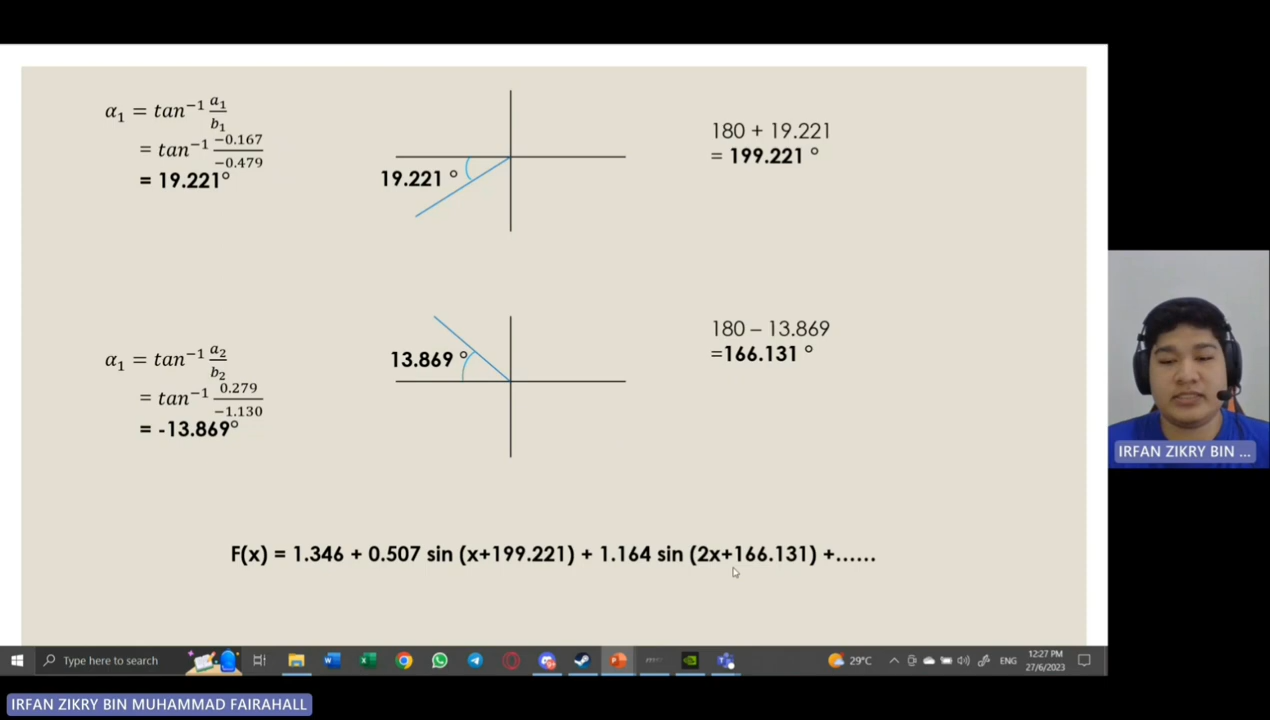 α₁ = tan⁻¹ a₁/b₁
= tan⁻¹ -0.167/-0.479
= 19.221°
19.221 °
180 + 19.221
= 199.221 °
α₁ = tan⁻¹ a₂/b₂
= tan⁻¹ 0.279/-1.130
= -13.869°
13.869 °
180 – 13.869
=166.131 °
F(x) = 1.346 + 0.507 sin (x+199.221) + 1.164 sin (2x+166.131) +......
IRFAN ZIKRY BIN ...
Type here to search
29°C
ENG
12:27 PM
27/6/2023
IRFAN ZIKRY BIN MUHAMMAD FAIRAHALL